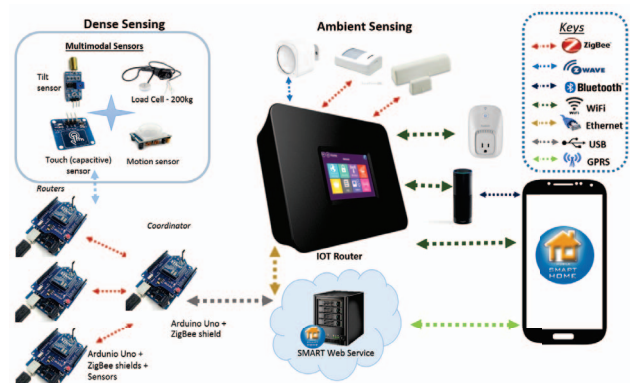 Dense Sensing
Multimodal Sensors
Tilt
sensor
Load Cell - 200kg
Touch (capacitive)
sensor
Motion sensor
Routers
Coordinator
Arduino Uno +
ZigBee shield
Ardunio Uno +
ZigBee shields +
Sensors
Ambient Sensing
IOT Router
SMART Web Service
SMART
HOME
Keys
ZigBee
WAVE
Bluetooth
WiFi
WiFi
Ethernet
USB
GPRS